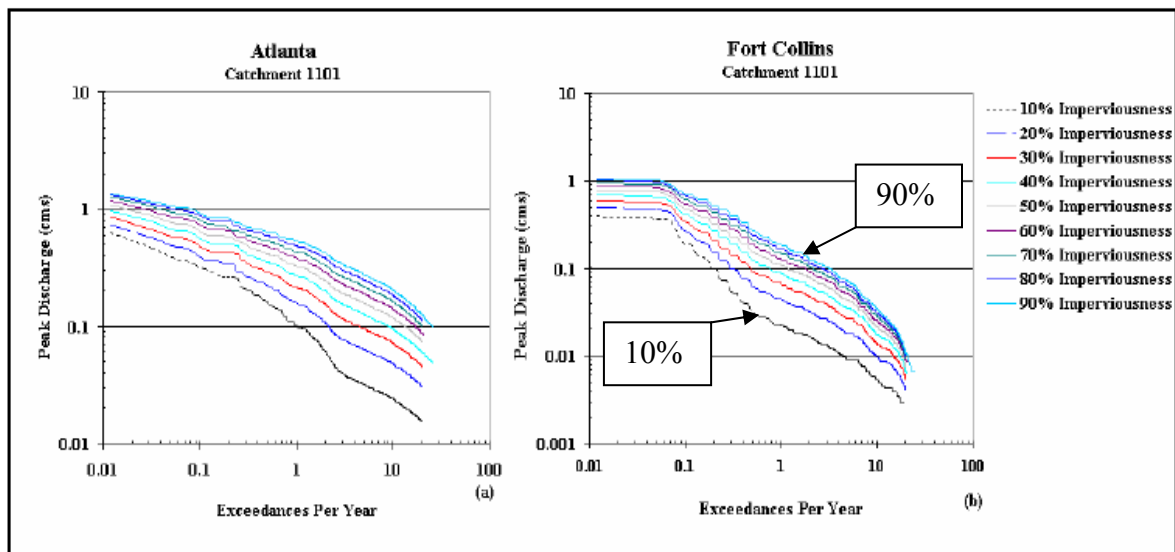 Atlanta
Catchment 1101
10
1
0.1
0.01
Peak Discharge (cms)
0.01 0.1 1 10 100
(a)
Exceedances Per Year
Fort Collins
Catchment 1101
10
1
0.1
0.01
0.001
Peak Discharge (cms)
90%
10%
0.01 0.1 1 10 100
(b)
Exceedances Per Year
10% Imperviousness
20% Imperviousness
30% Imperviousness
40% Imperviousness
50% Imperviousness
60% Imperviousness
70% Imperviousness
80% Imperviousness
90% Imperviousness